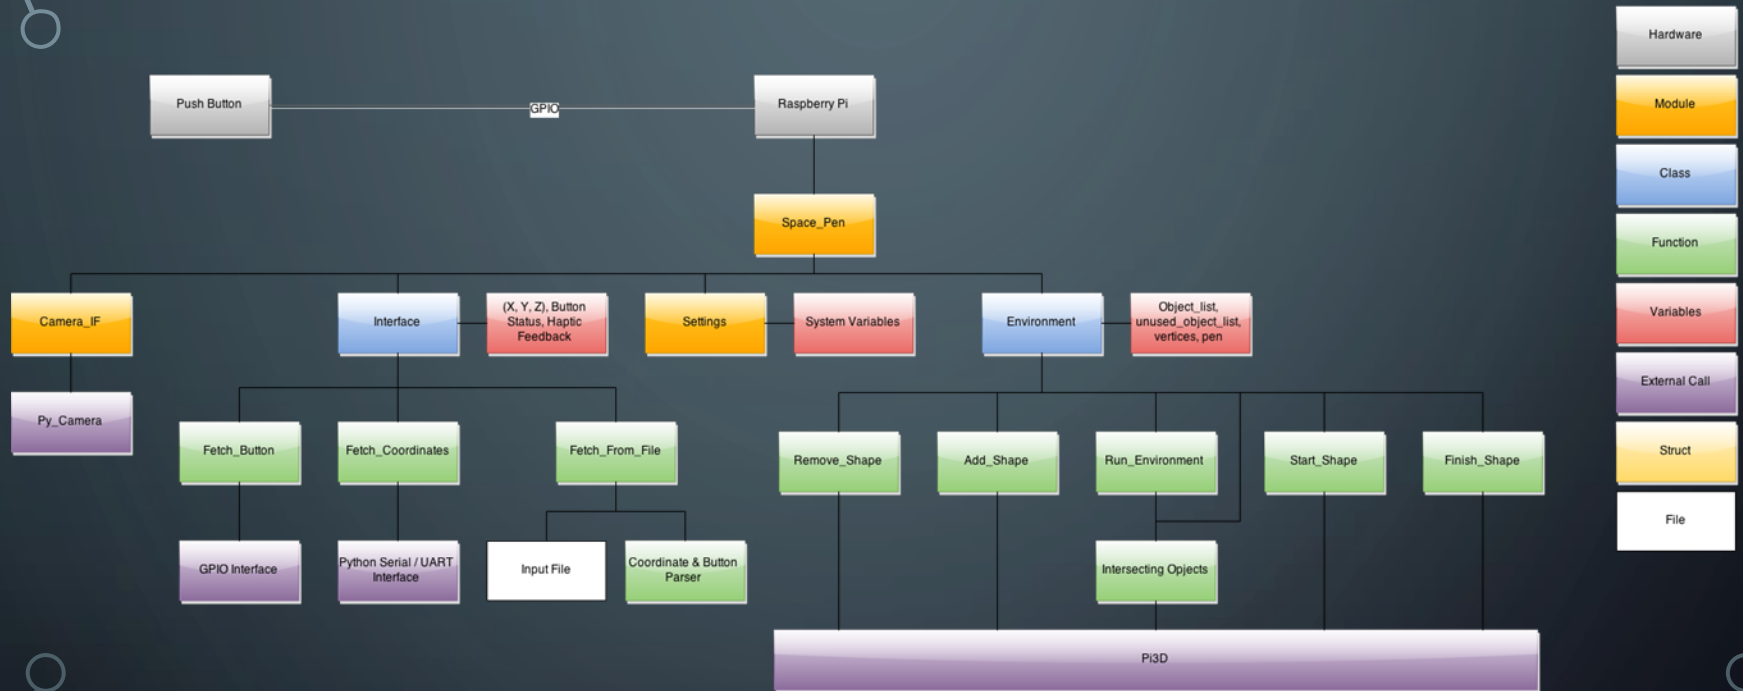 Hardware
Push Button
GPIO
Raspberry Pi
Module
Class
Space_Pen
Function
Camera_IF
Interface
(X, Y, Z), Button
Status, Haptic
Feedback
Settings
System Variables
Environment
Object_list,
unused_object_list,
vertices, pen
Variables
External Call
Py_Camera
Fetch_Button
Fetch_Coordinates
Fetch_From_File
Remove_Shape
Add_Shape
Run_Environment
Start_Shape
Finish_Shape
Struct
File
GPIO Interface
Python Serial / UART
Interface
Input File
Coordinate & Button
Parser
Intersecting Objects
Pi3D